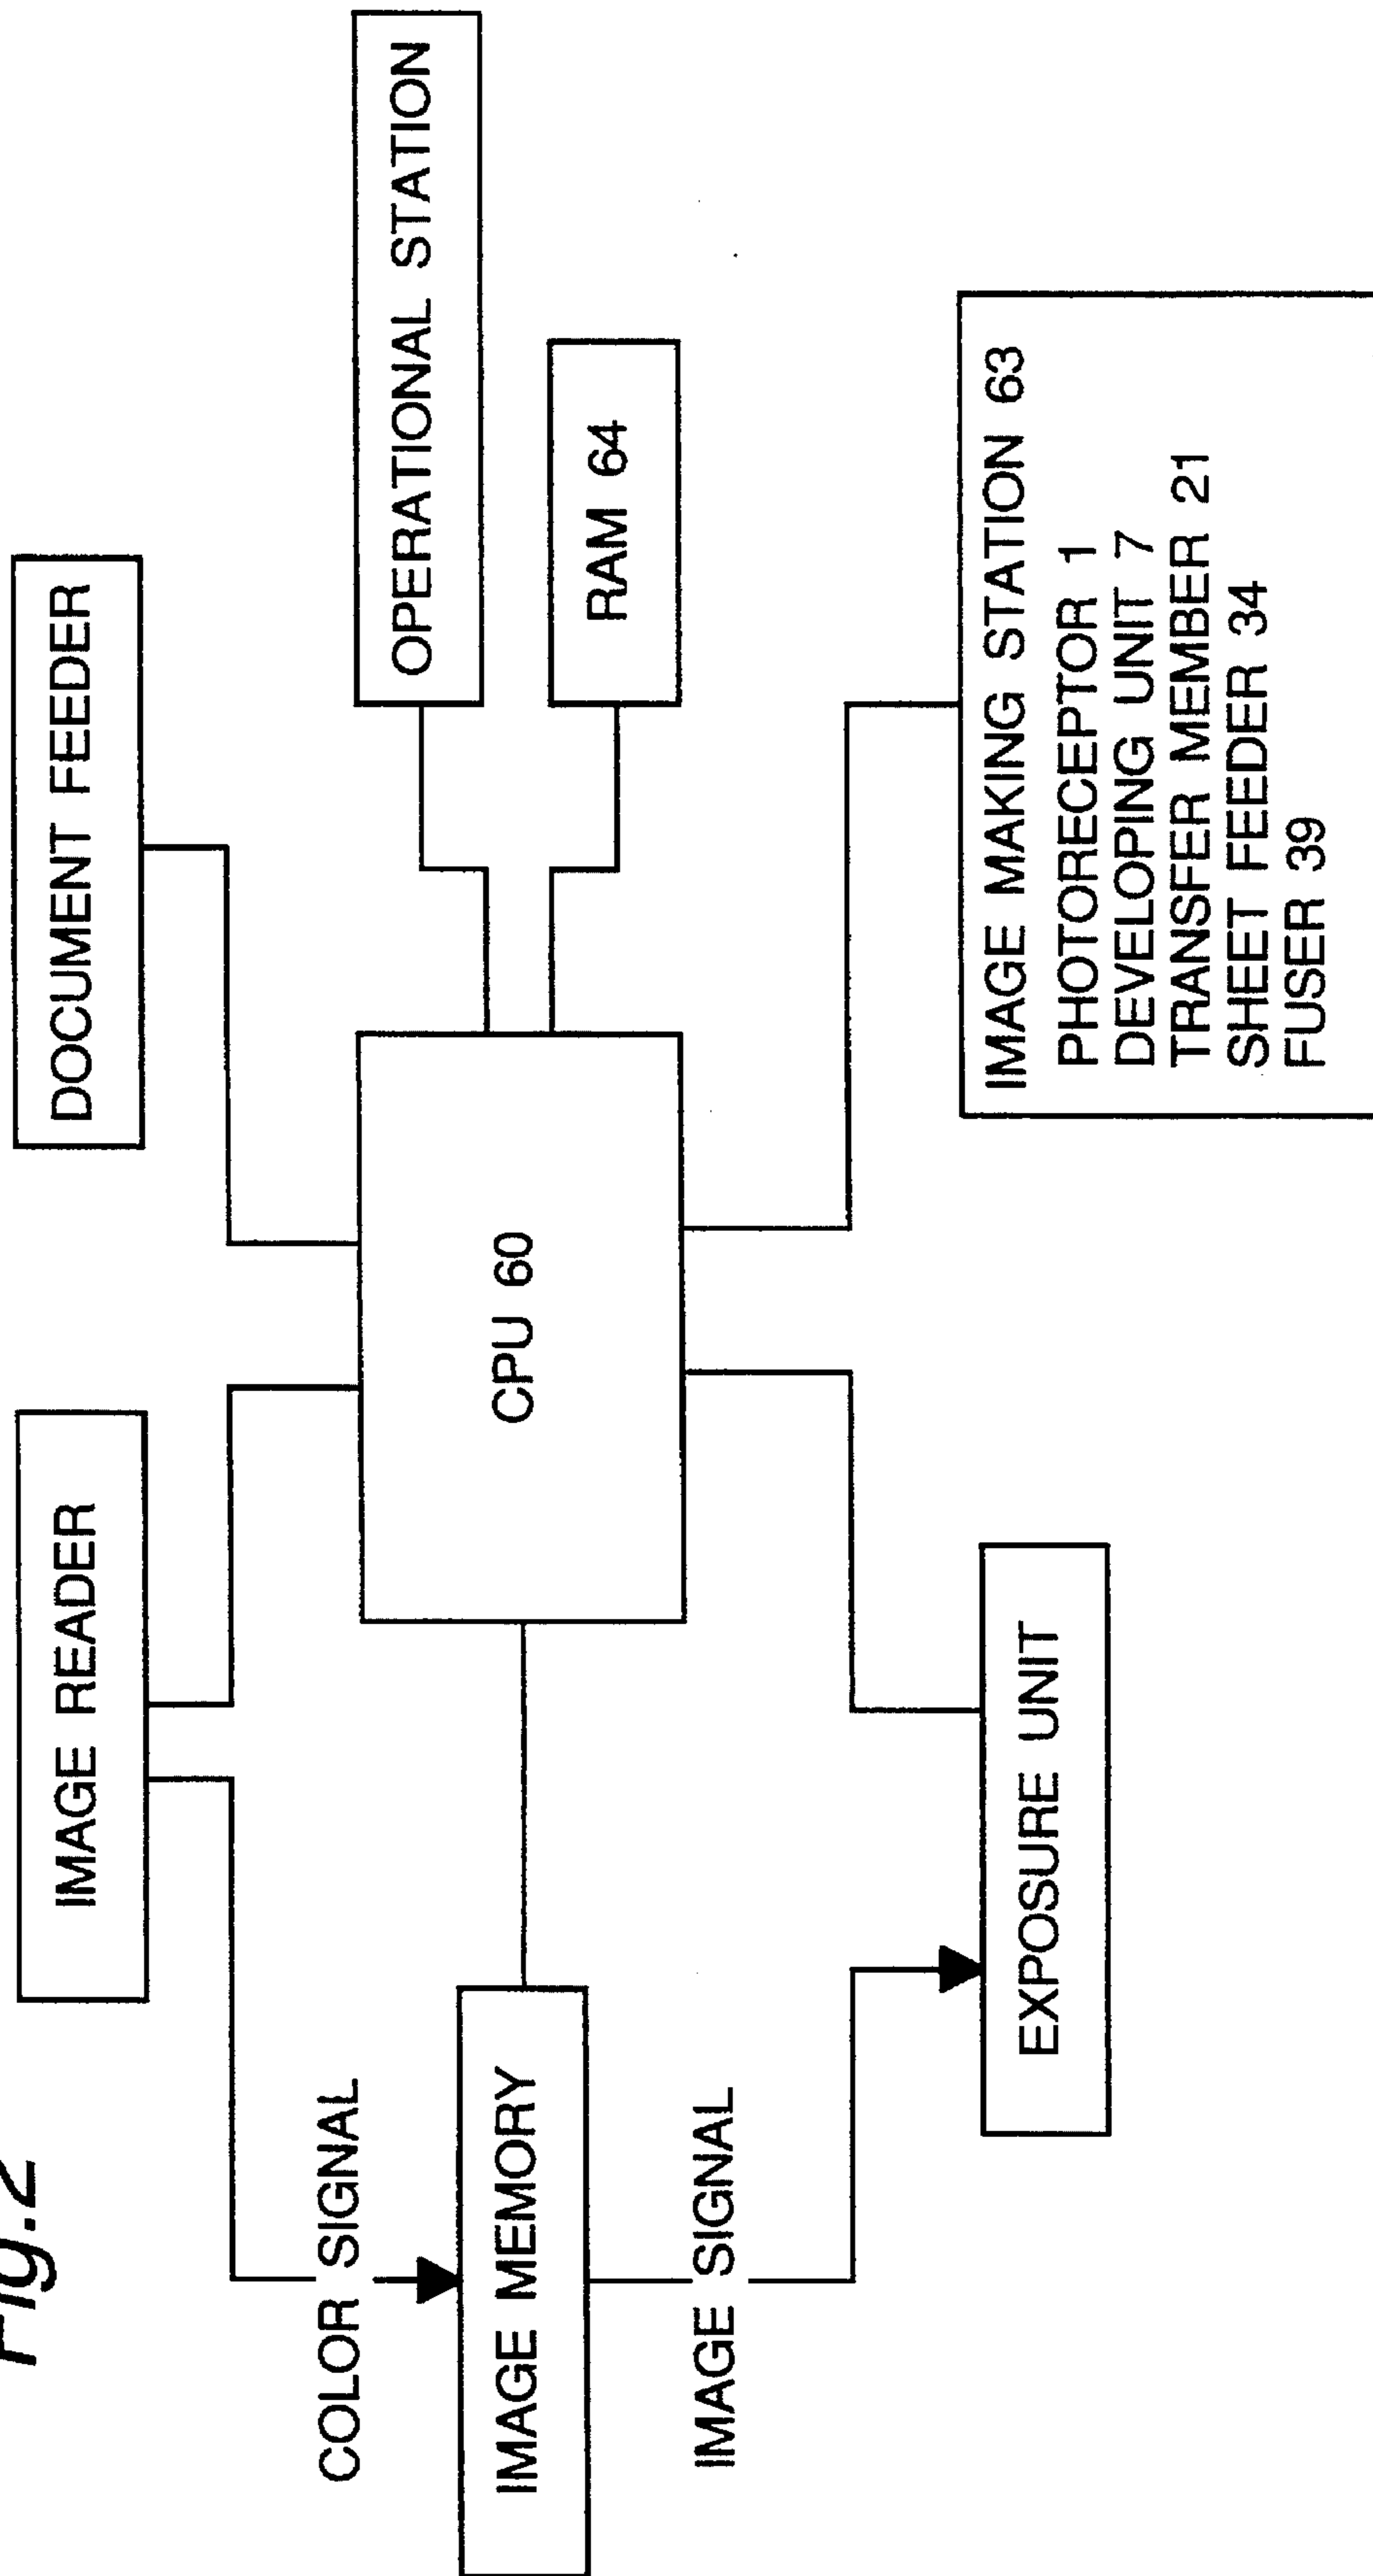 Fig.2
IMAGE READER
DOCUMENT FEEDER
COLOR SIGNAL
IMAGE MEMORY
CPU 60
OPERATIONAL STATION
RAM 64
IMAGE SIGNAL
EXPOSURE UNIT
IMAGE MAKING STATION 63
PHOTORECEPTOR 1
DEVELOPING UNIT 7
TRANSFER MEMBER 21
SHEET FEEDER 34
FUSER 39